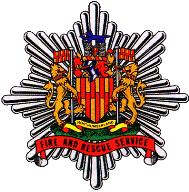 FIRE AND RESCUE SERVICE